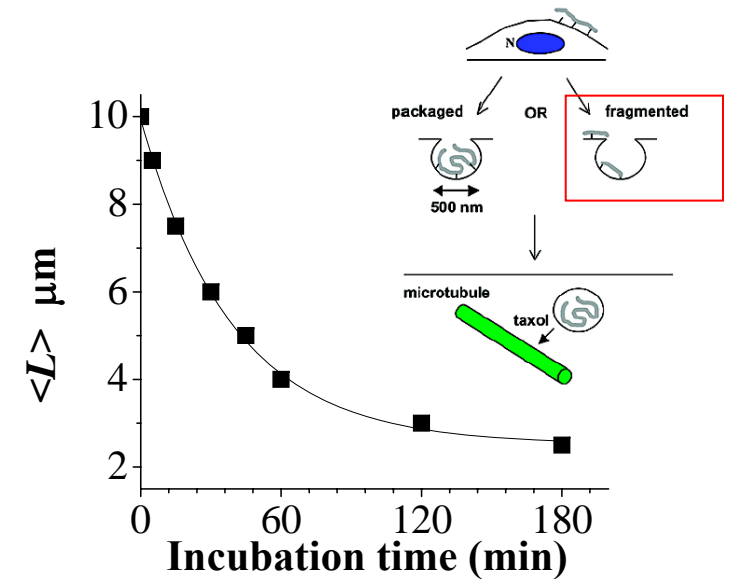 N
packaged
OR
fragmented
500 nm
microtubule
taxol
<L> μm
10
8
6
4
2
0 60 120 180
Incubation time (min)